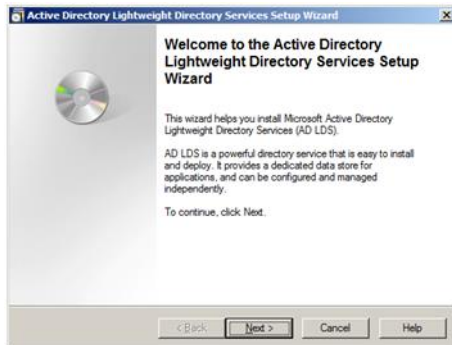 Active Directory Lightweight Directory Services Setup Wizard
Welcome to the Active Directory
Lightweight Directory Services Setup
Wizard
This wizard helps you install Microsoft Active Directory
Lightweight Directory Services (AD LDS).
AD LDS is a powerful directory service that is easy to install
and deploy. It provides a dedicated data store for
applications, and can be configured and managed
independently.
To continue, click Next.
< Back Next > Cancel Help